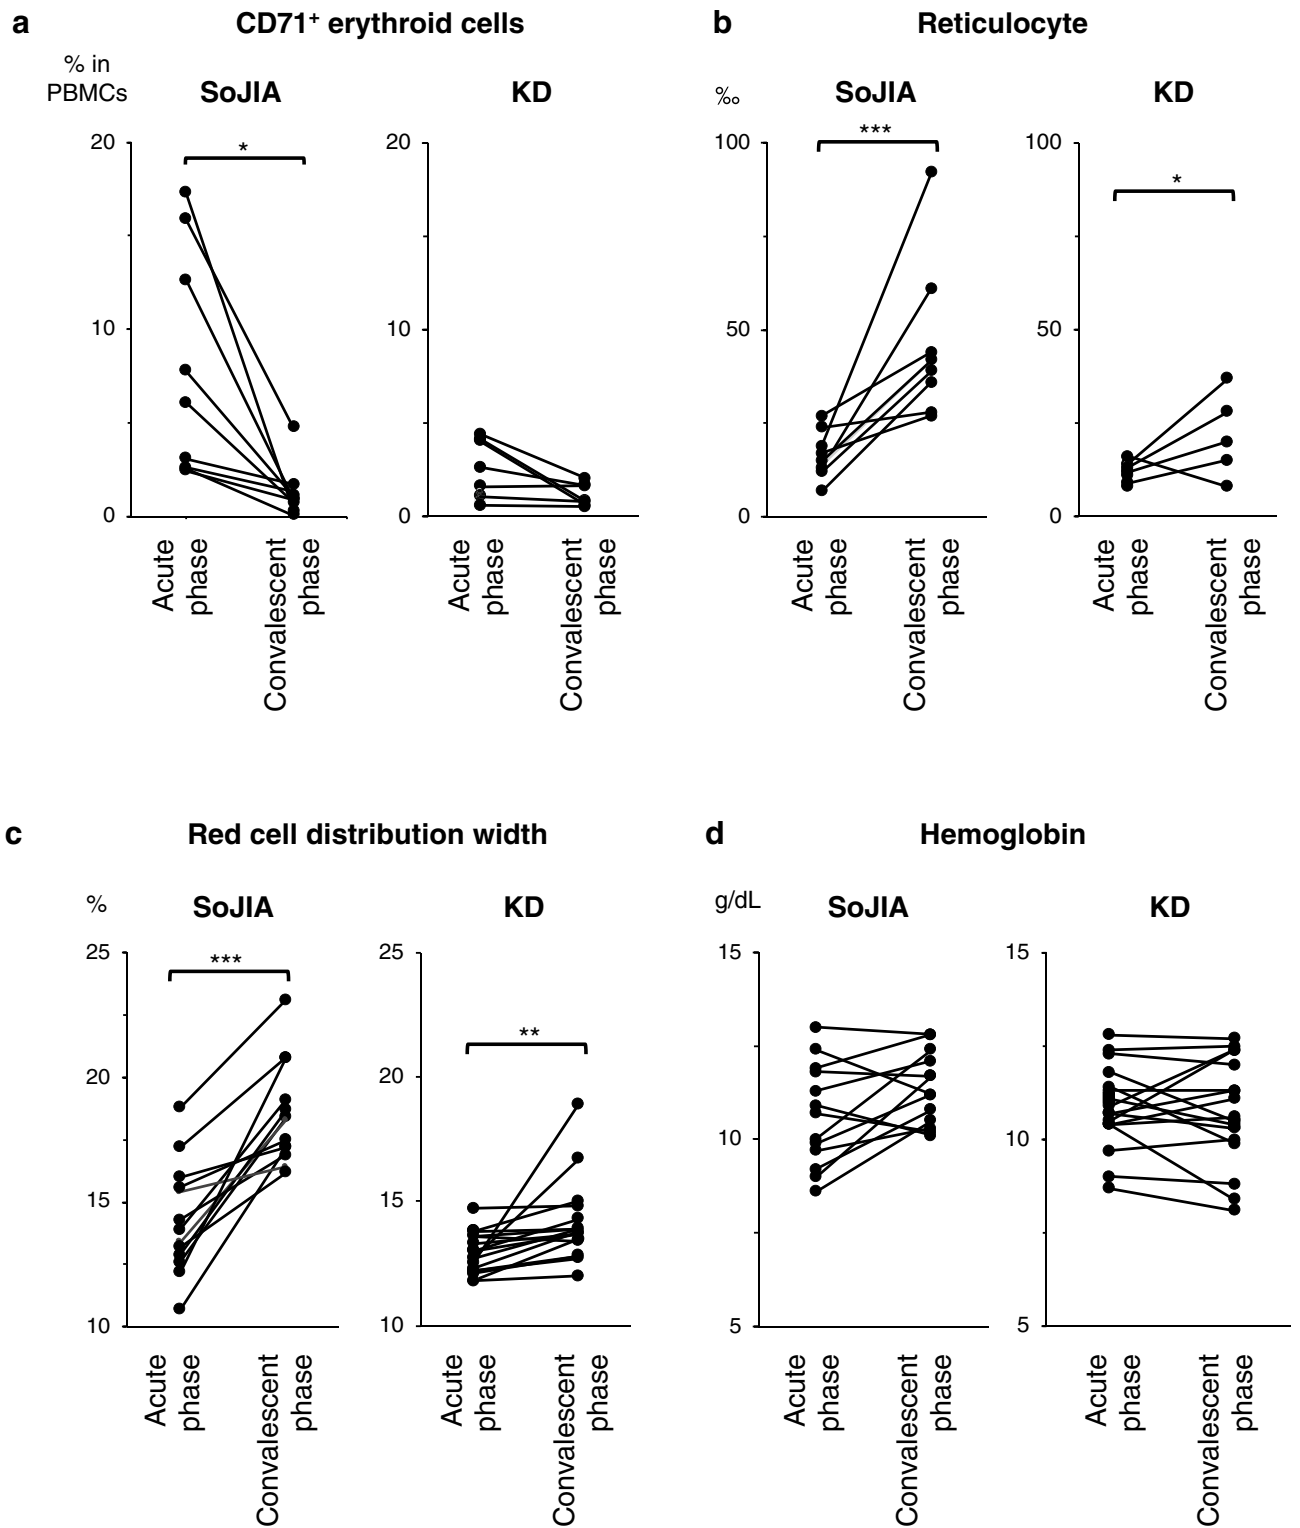 a CD71⁺ erythroid cells
% in
PBMCs
SoJIA
KD
20
10
0
*
20
10
0
Acute
phase
Convalescent
phase
Acute
phase
Convalescent
phase
b Reticulocyte
‰
SoJIA
KD
100
50
0
***
100
50
0
*
Acute
phase
Convalescent
phase
Acute
phase
Convalescent
phase
c Red cell distribution width
%
SoJIA
KD
25
20
15
10
***
25
20
15
10
**
Acute
phase
Convalescent
phase
Acute
phase
Convalescent
phase
d Hemoglobin
g/dL
SoJIA
KD
15
10
5
15
10
5
Acute
phase
Convalescent
phase
Acute
phase
Convalescent
phase